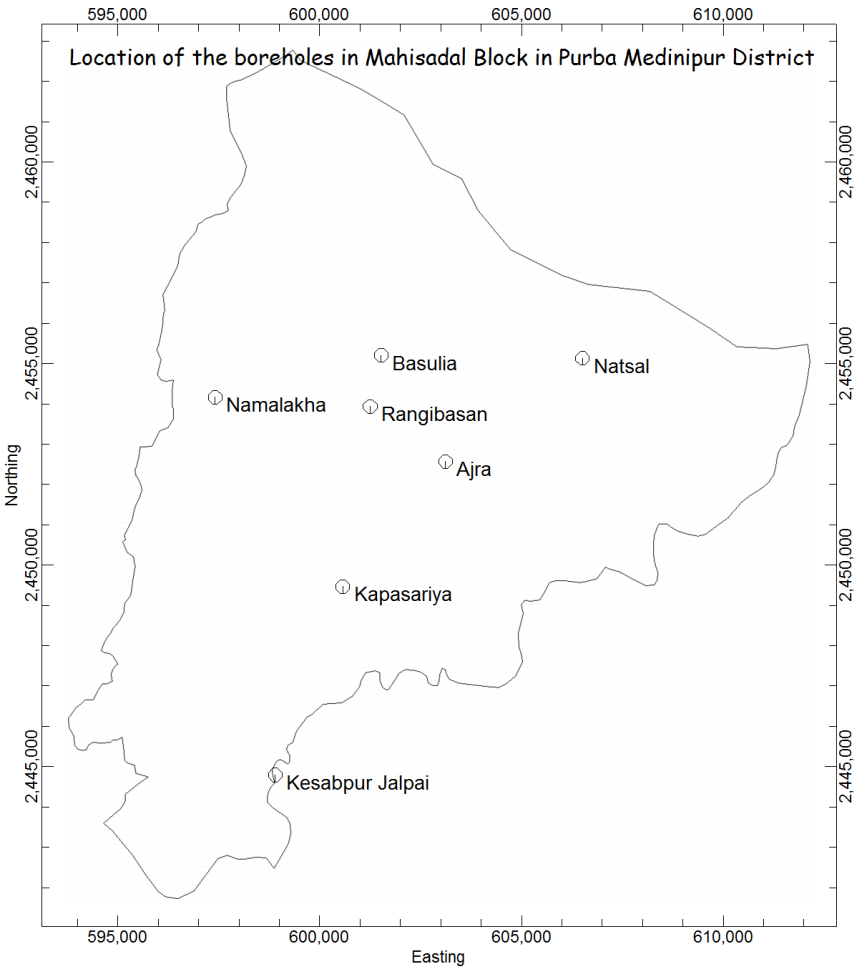 595,000 600,000 605,000 610,000
Location of the boreholes in Mahisadal Block in Purba Medinipur District
2,460,000 2,460,000
2,455,000 2,455,000
Basulia
Natsal
Namalakha
Rangibasan
Ajra
Northing
2,450,000 2,450,000
Kapasariya
2,445,000 2,445,000
Kesabpur Jalpai
595,000 600,000 605,000 610,000
Easting